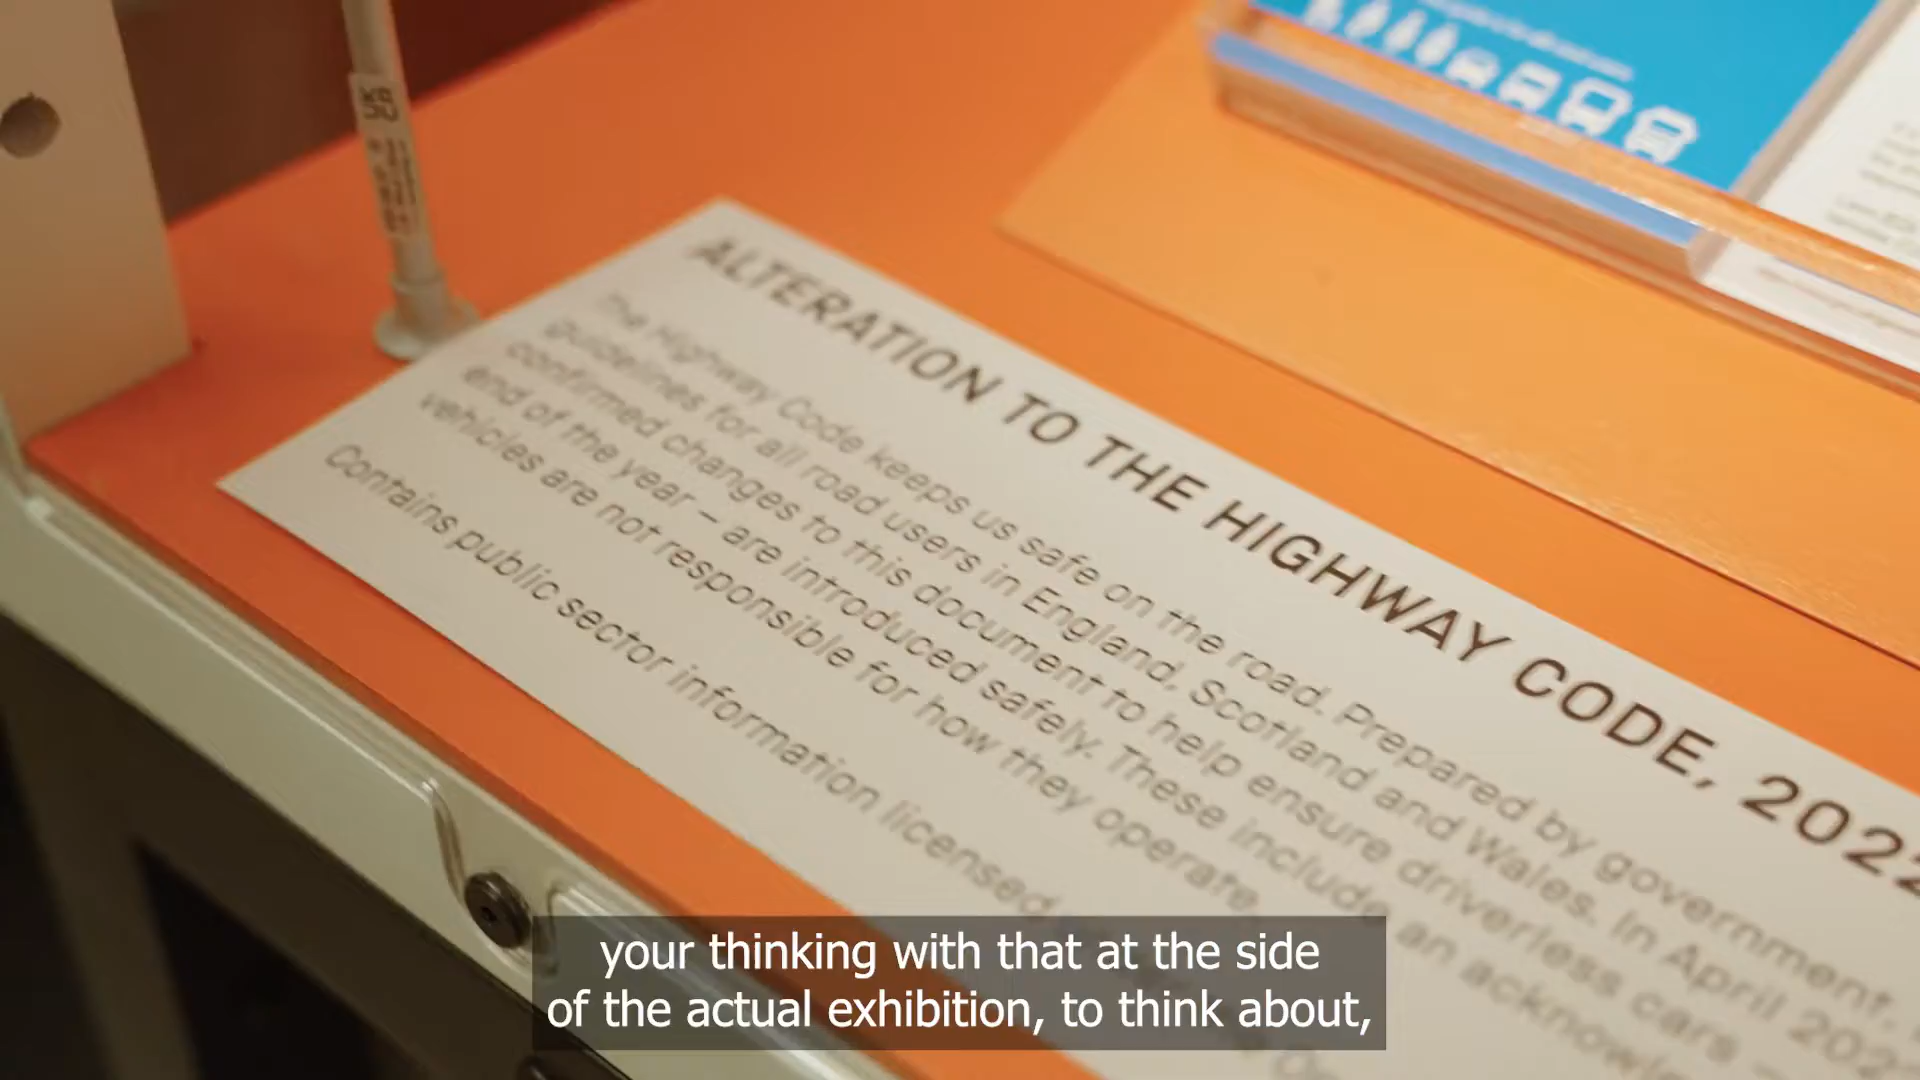 ALTERATION TO THE HIGHWAY CODE, 2022
The Highway Code keeps us safe on the road. Prepared by government,
guidelines for all road users in England, Scotland and Wales. In April 2022
confirmed changes to this document to help ensure driverless cars –
end of the year – are introduced safely. These include an
vehicles are not responsible for how they operate.
Contains public sector information licensed
your thinking with that at the side
of the actual exhibition, to think about,